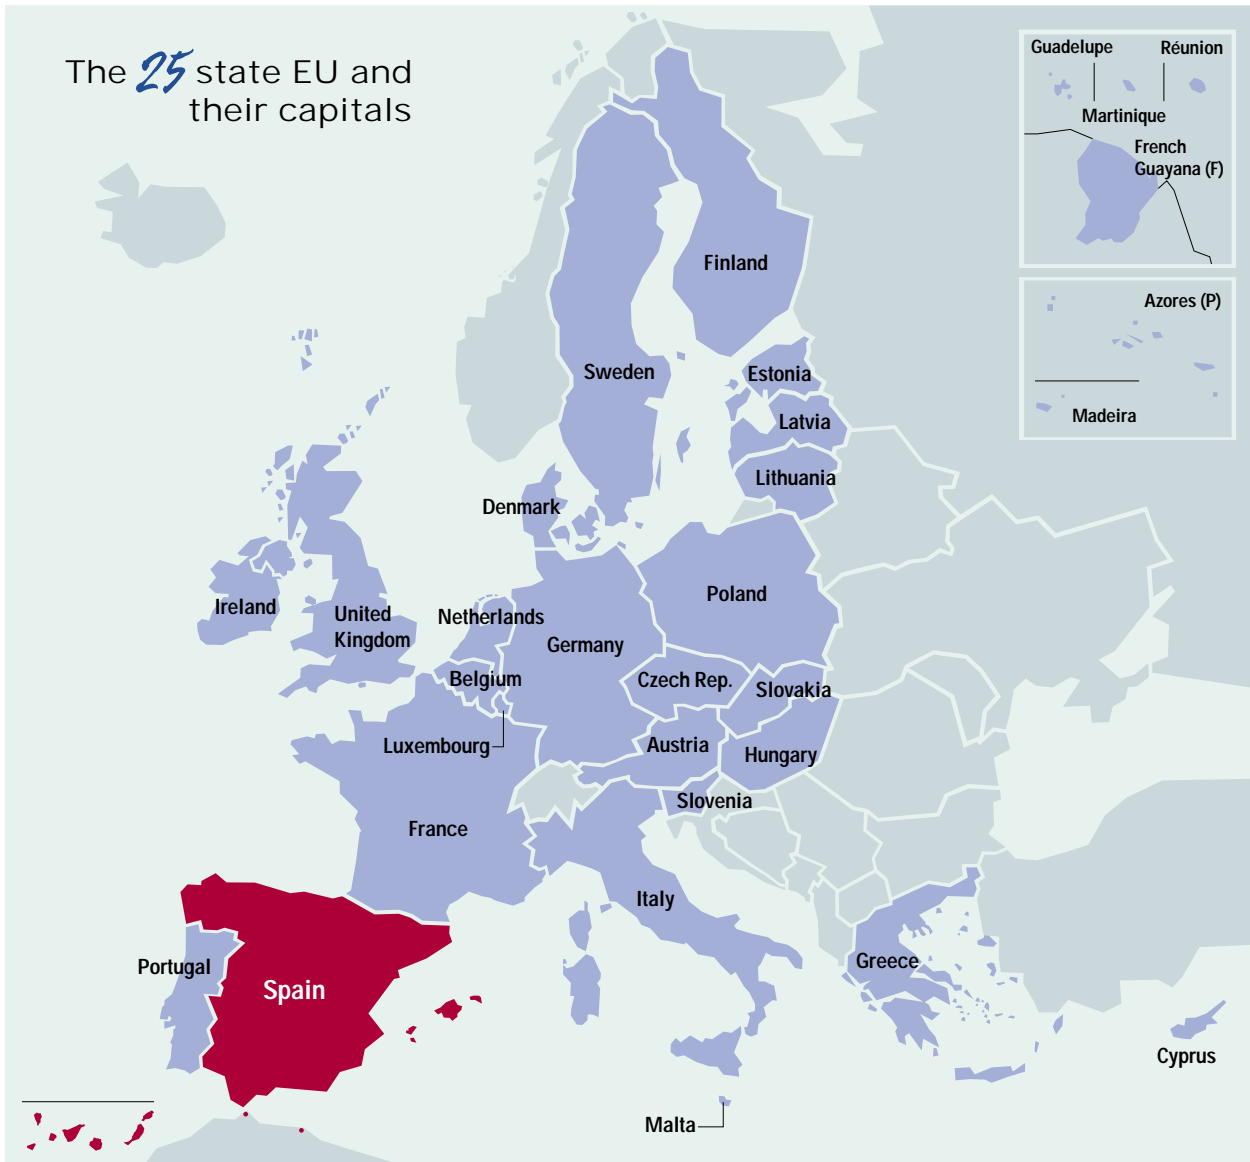 The 25 state EU and
their capitals
Guadelupe
Réunion
Martinique
French
Guayana (F)
Azores (P)
Madeira
Finland
Sweden
Estonia
Latvia
Lithuania
Denmark
Ireland
United
Kingdom
Netherlands
Poland
Germany
Belgium
Czech Rep.
Slovakia
Luxembourg
Austria
Hungary
Slovenia
France
Italy
Portugal
Spain
Greece
Cyprus
Malta